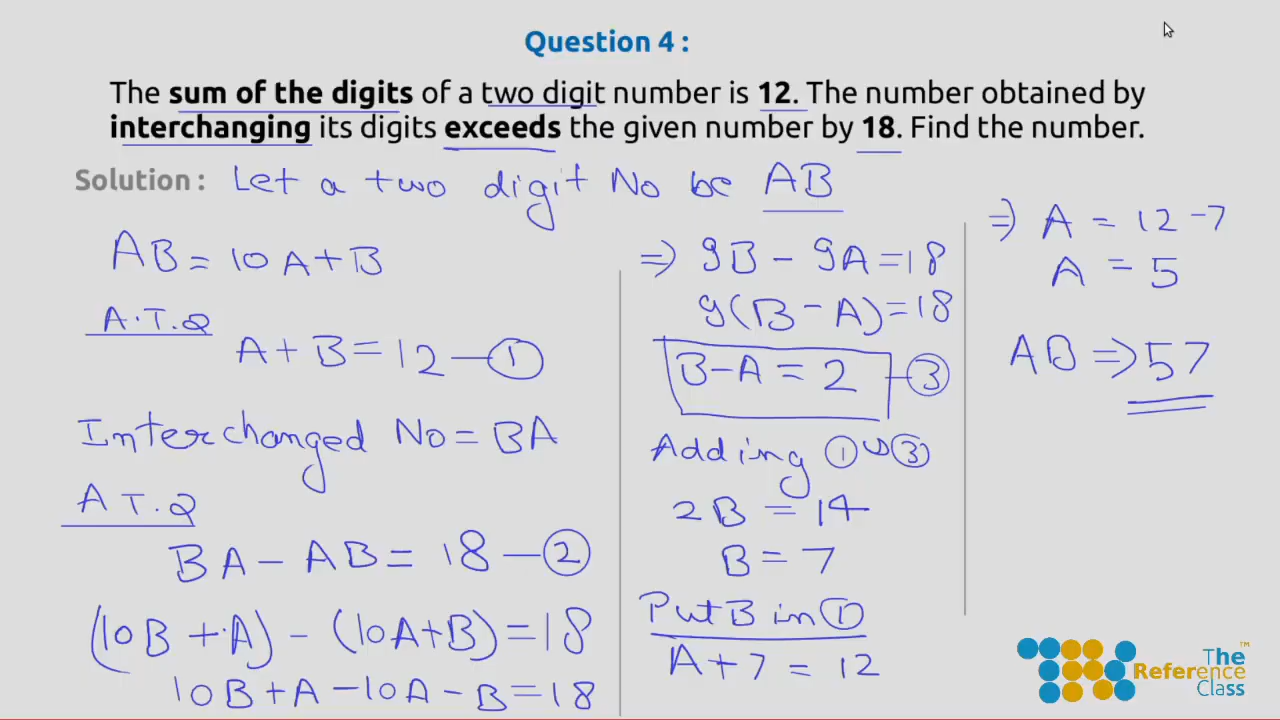 Question 4 :
The sum of the digits of a two digit number is 12. The number obtained by
interchanging its digits exceeds the given number by 18. Find the number.
Solution : Let a two digit No be AB
AB = 10A+B
A.T.Q
A+B=12 — ①
Interchanged No = BA
A T.Q
BA - AB = 18 — ②
(10B + A) - (10A+B) = 18
10B+A -10A - B = 18
=> 9B - 9A = 18
9(B - A) = 18
B-A = 2 — ③
Adding ① & ③
2B = 14
B = 7
Put B in ①
A+7 = 12
=> A = 12 -7
A = 5
AB => 57
The
Reference
Class
TM